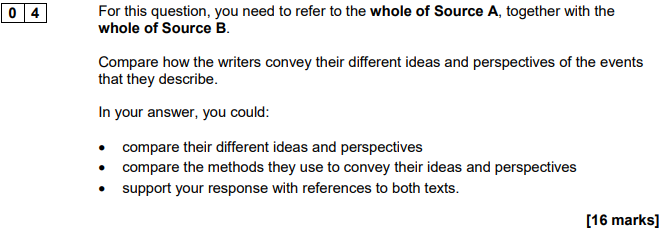 0 4 For this question, you need to refer to the whole of Source A, together with the
whole of Source B.
Compare how the writers convey their different ideas and perspectives of the events
that they describe.
In your answer, you could:
• compare their different ideas and perspectives
• compare the methods they use to convey their ideas and perspectives
• support your response with references to both texts.
[16 marks]